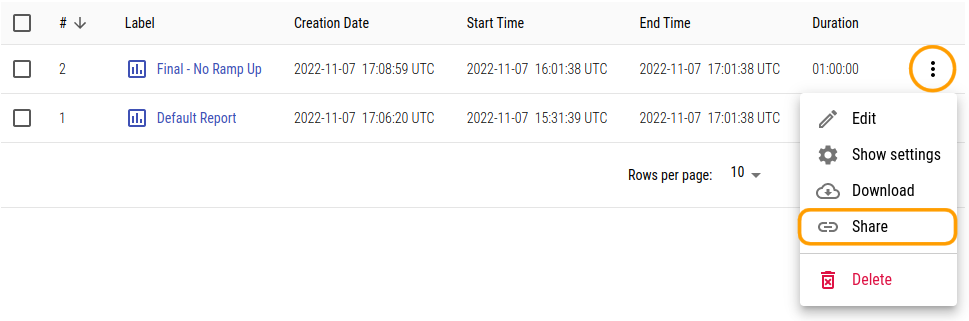 # Label Creation Date Start Time End Time Duration
2 Final - No Ramp Up 2022-11-07 17:08:59 UTC 2022-11-07 16:01:38 UTC 2022-11-07 17:01:38 UTC 01:00:00
1 Default Report 2022-11-07 17:06:20 UTC 2022-11-07 15:31:39 UTC 2022-11-07 17:01:38 UTC
Rows per page: 10
Edit
Show settings
Download
Share
Delete